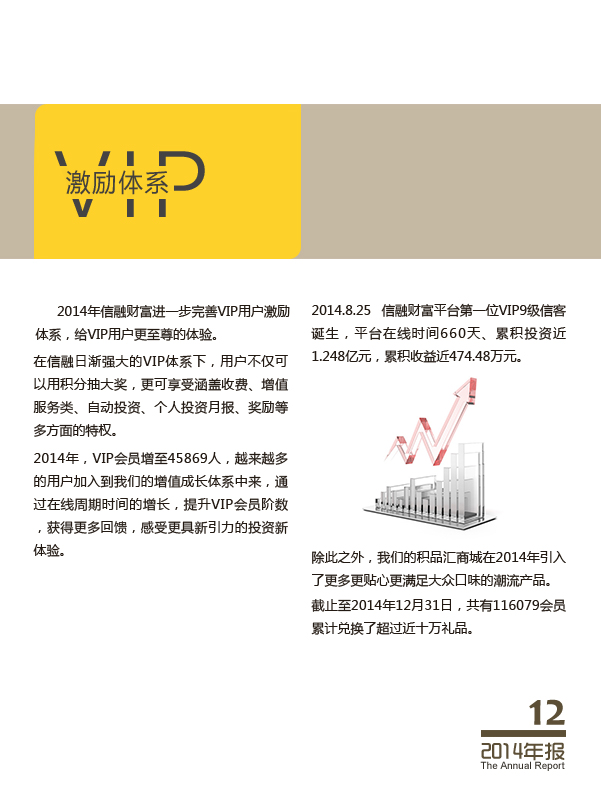 VIP
激励体系
2014年信融财富进一步完善VIP用户激励
体系，给VIP用户更至尊的体验。
在信融日渐强大的VIP体系下，用户不仅可
以用积分抽大奖，更可享受涵盖收费、增值
服务类、自动投资、个人投资月报、奖励等
多方面的特权。
2014年，VIP会员增至45869人，越来越多
的用户加入到我们的增值成长体系中来，通
过在线周期时间的增长，提升VIP会员阶数
，获得更多回馈，感受更具新引力的投资新
体验。
2014.8.25 信融财富平台第一位VIP9级信客
诞生，平台在线时间660天、累积投资近
1.248亿元，累积收益近474.48万元。
除此之外，我们的积品汇商城在2014年引入
了更多更贴心更满足大众口味的潮流产品。
截止至2014年12月31日，共有116079会员
累计兑换了超过近十万礼品。
12
2014年报
The Annual Report